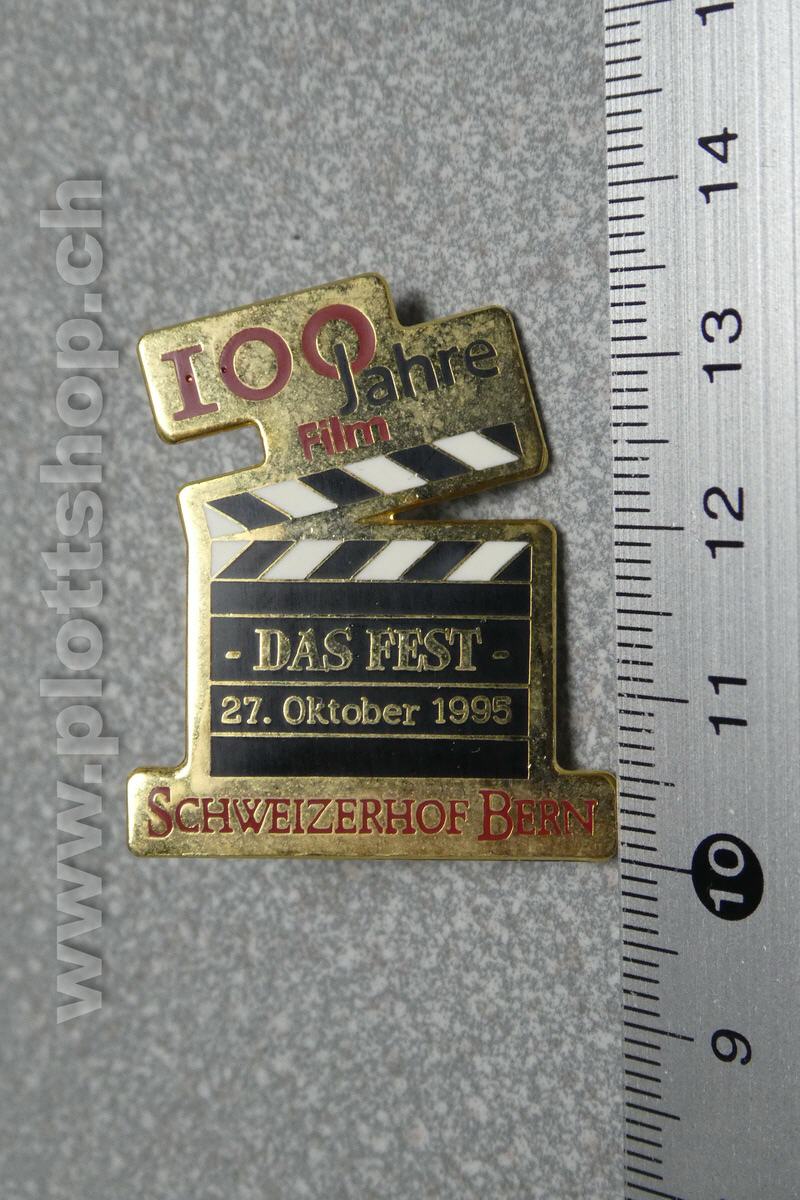 100 Jahre
Film
- DAS FEST -
27. Oktober 1995
SCHWEIZERHOF BERN
www.plottshop.ch
14
13
12
11
10
9